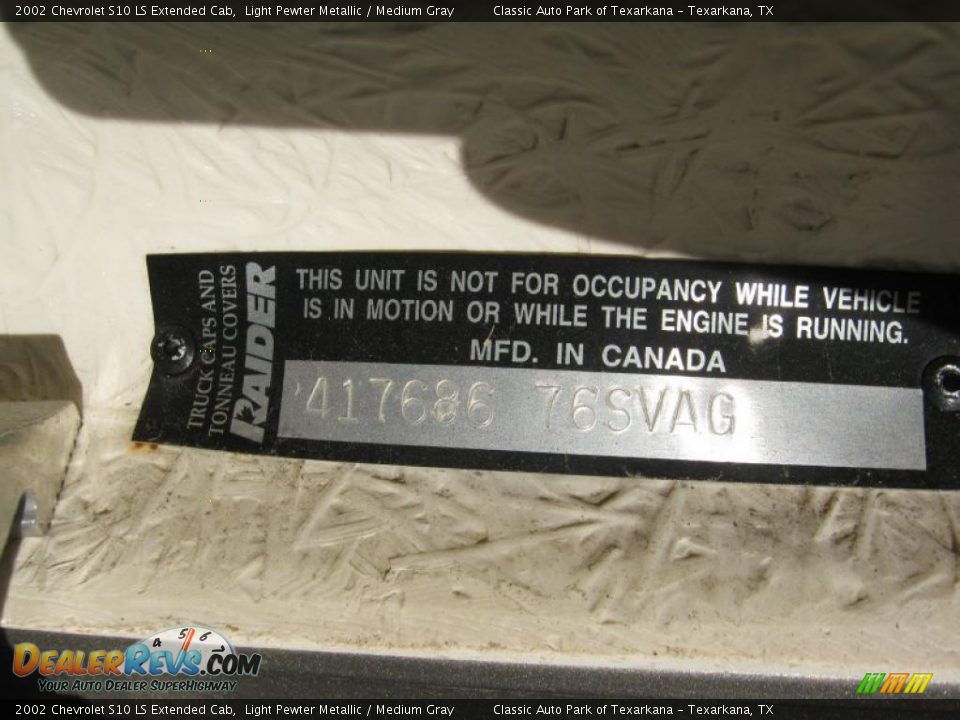 2002 Chevrolet S10 LS Extended Cab, Light Pewter Metallic / Medium Gray Classic Auto Park of Texarkana - Texarkana, TX
TRUCK CAPS AND
TONNEAU COVERS
RAIDER
THIS UNIT IS NOT FOR OCCUPANCY WHILE VEHICLE
IS IN MOTION OR WHILE THE ENGINE IS RUNNING.
MFD. IN CANADA
417686 76SVAG
4 5 6
DEALERREVS.COM
YOUR AUTO DEALER SUPERHIGHWAY
2002 Chevrolet S10 LS Extended Cab, Light Pewter Metallic / Medium Gray Classic Auto Park of Texarkana - Texarkana, TX